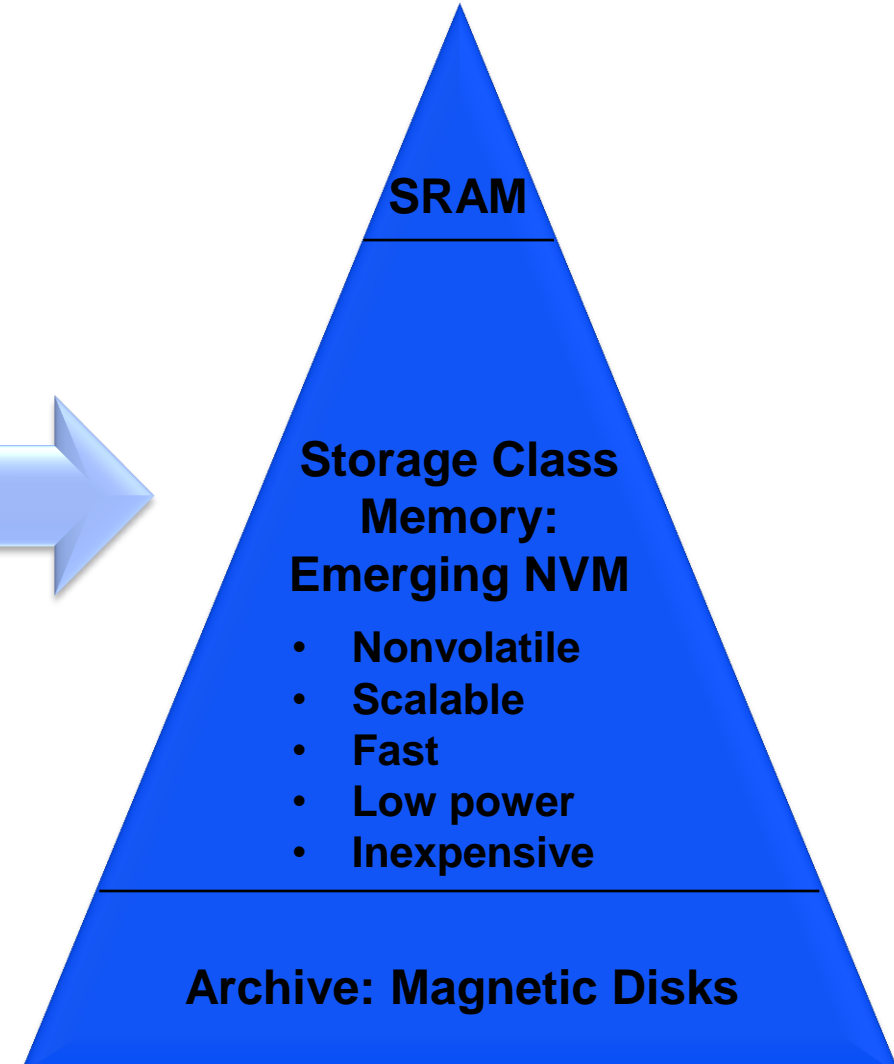 SRAM
Storage Class
Memory:
Emerging NVM
• Nonvolatile
• Scalable
• Fast
• Low power
• Inexpensive
Archive: Magnetic Disks